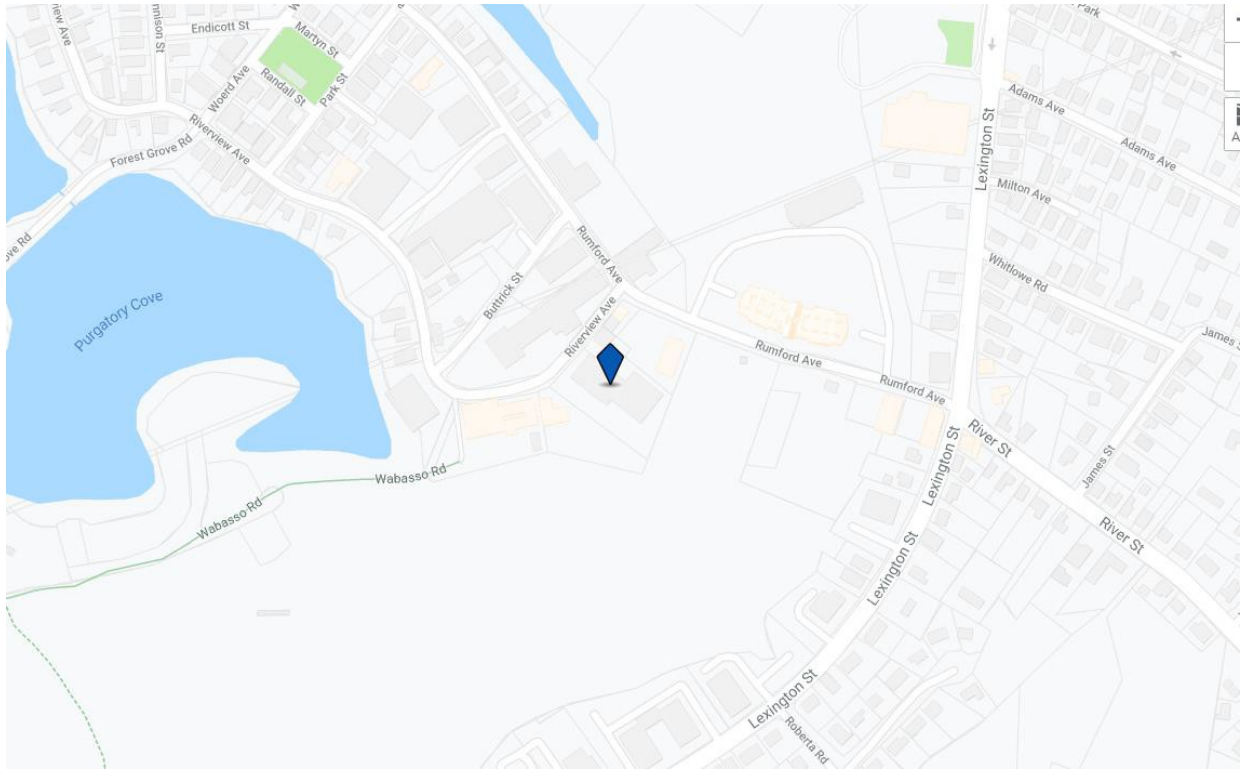 Endicott St
Martyn St
Park
Randall St
Park St
Woerd Ave
Riverview Ave
Forest Grove Rd
Adams Ave
Adams Ave
Lexington St
Milton Ave
Rumford Ave
Whitlowe Rd
Purgatory Cove
Buttrick St
Riverview Ave
James S
Rumford Ave
Rumford Ave
River St
Lexington St
James St
Wabasso Rd
Wabasso Rd
River St
Lexington St
Lexington St
Roberta Rd